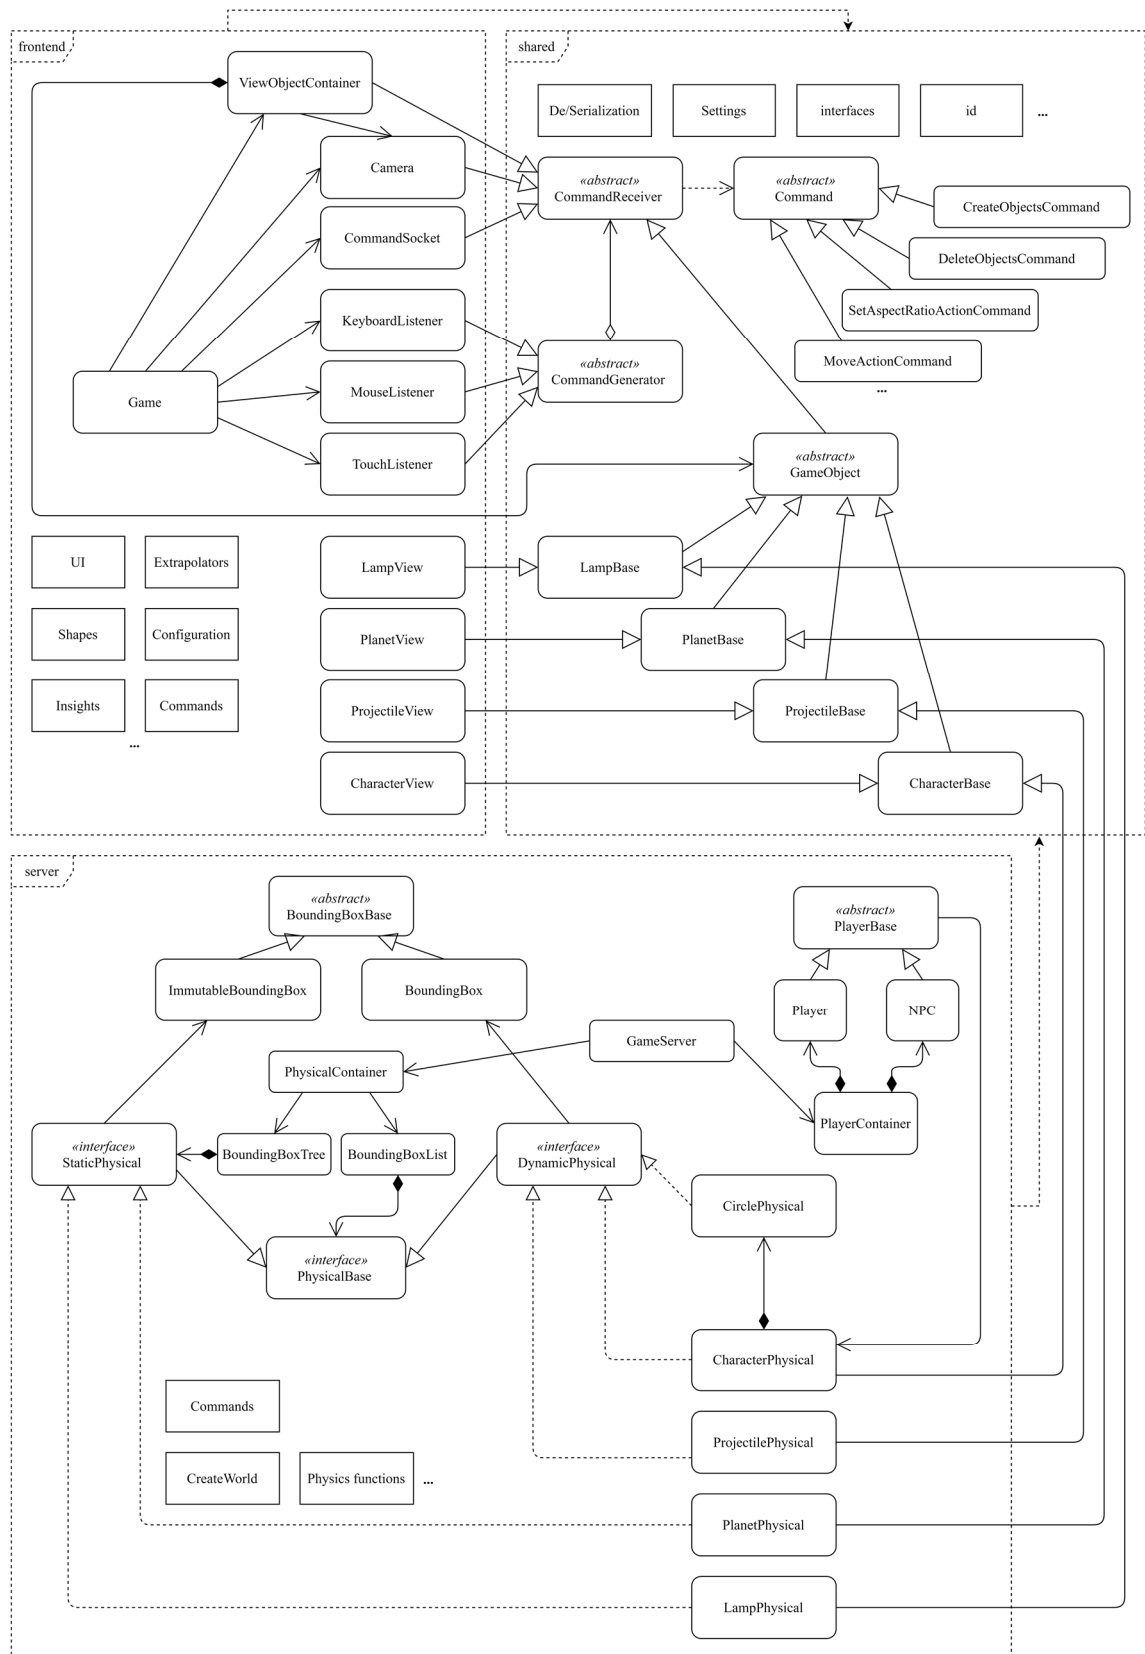 frontend
shared
ViewObjectContainer
De/Serialization
Settings
interfaces
id
...
Camera
«abstract»
CommandReceiver
«abstract»
Command
CreateObjectsCommand
CommandSocket
DeleteObjectsCommand
SetAspectRatioActionCommand
KeyboardListener
MoveActionCommand
...
«abstract»
CommandGenerator
Game
MouseListener
TouchListener
«abstract»
GameObject
UI
Extrapolators
LampView
LampBase
Shapes
Configuration
PlanetView
PlanetBase
Insights
Commands
...
ProjectileView
ProjectileBase
CharacterView
CharacterBase
server
«abstract»
BoundingBoxBase
«abstract»
PlayerBase
ImmutableBoundingBox
BoundingBox
Player
NPC
GameServer
PhysicalContainer
PlayerContainer
«interface»
StaticPhysical
BoundingBoxTree
BoundingBoxList
«interface»
DynamicPhysical
CirclePhysical
«interface»
PhysicalBase
CharacterPhysical
Commands
ProjectilePhysical
CreateWorld
Physics functions
...
PlanetPhysical
LampPhysical